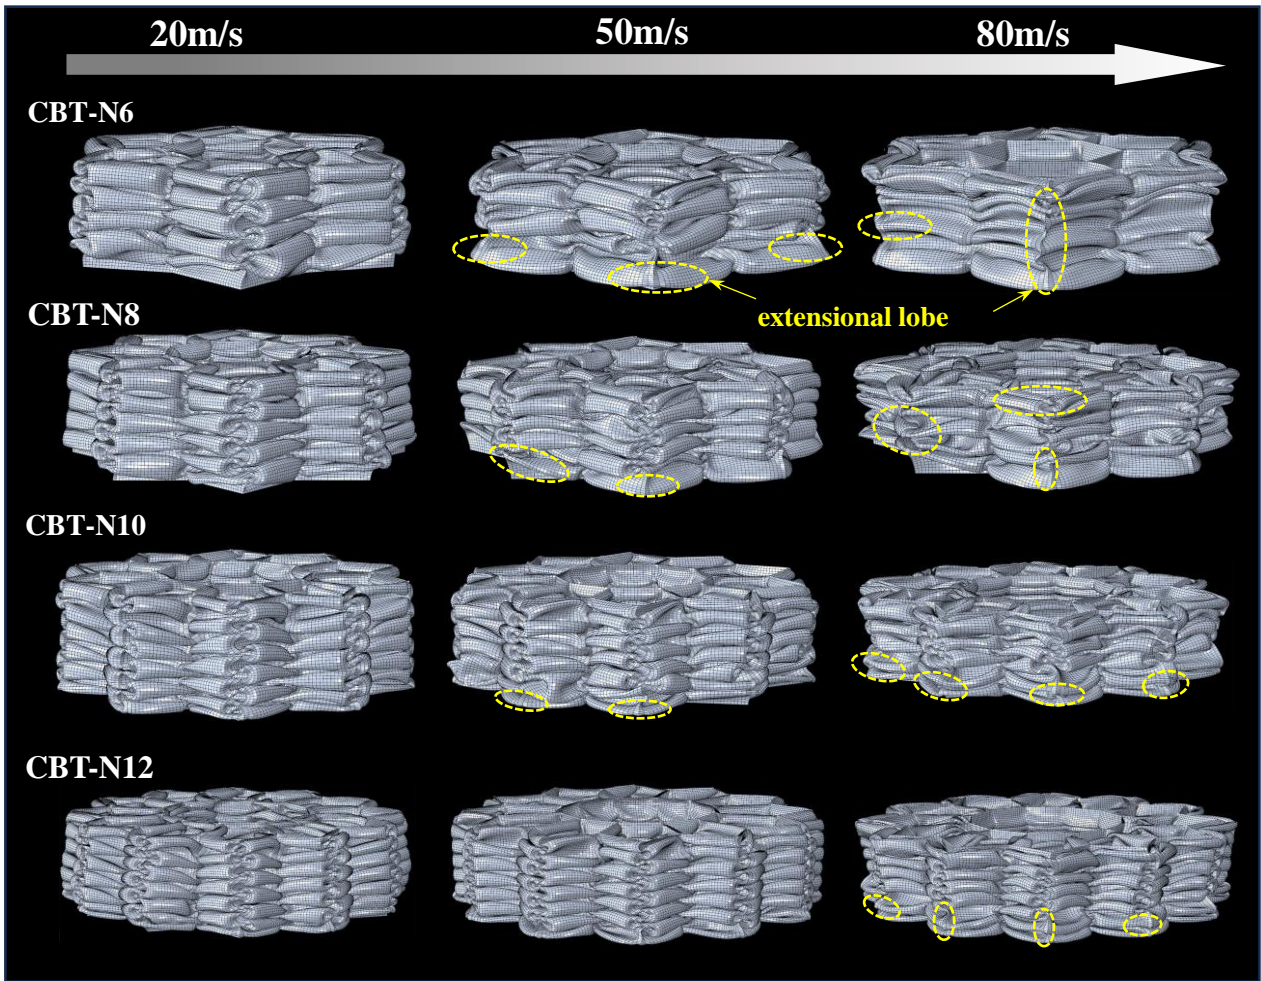 20m/s 50m/s 80m/s
CBT-N6
extensional lobe
CBT-N8
CBT-N10
CBT-N12